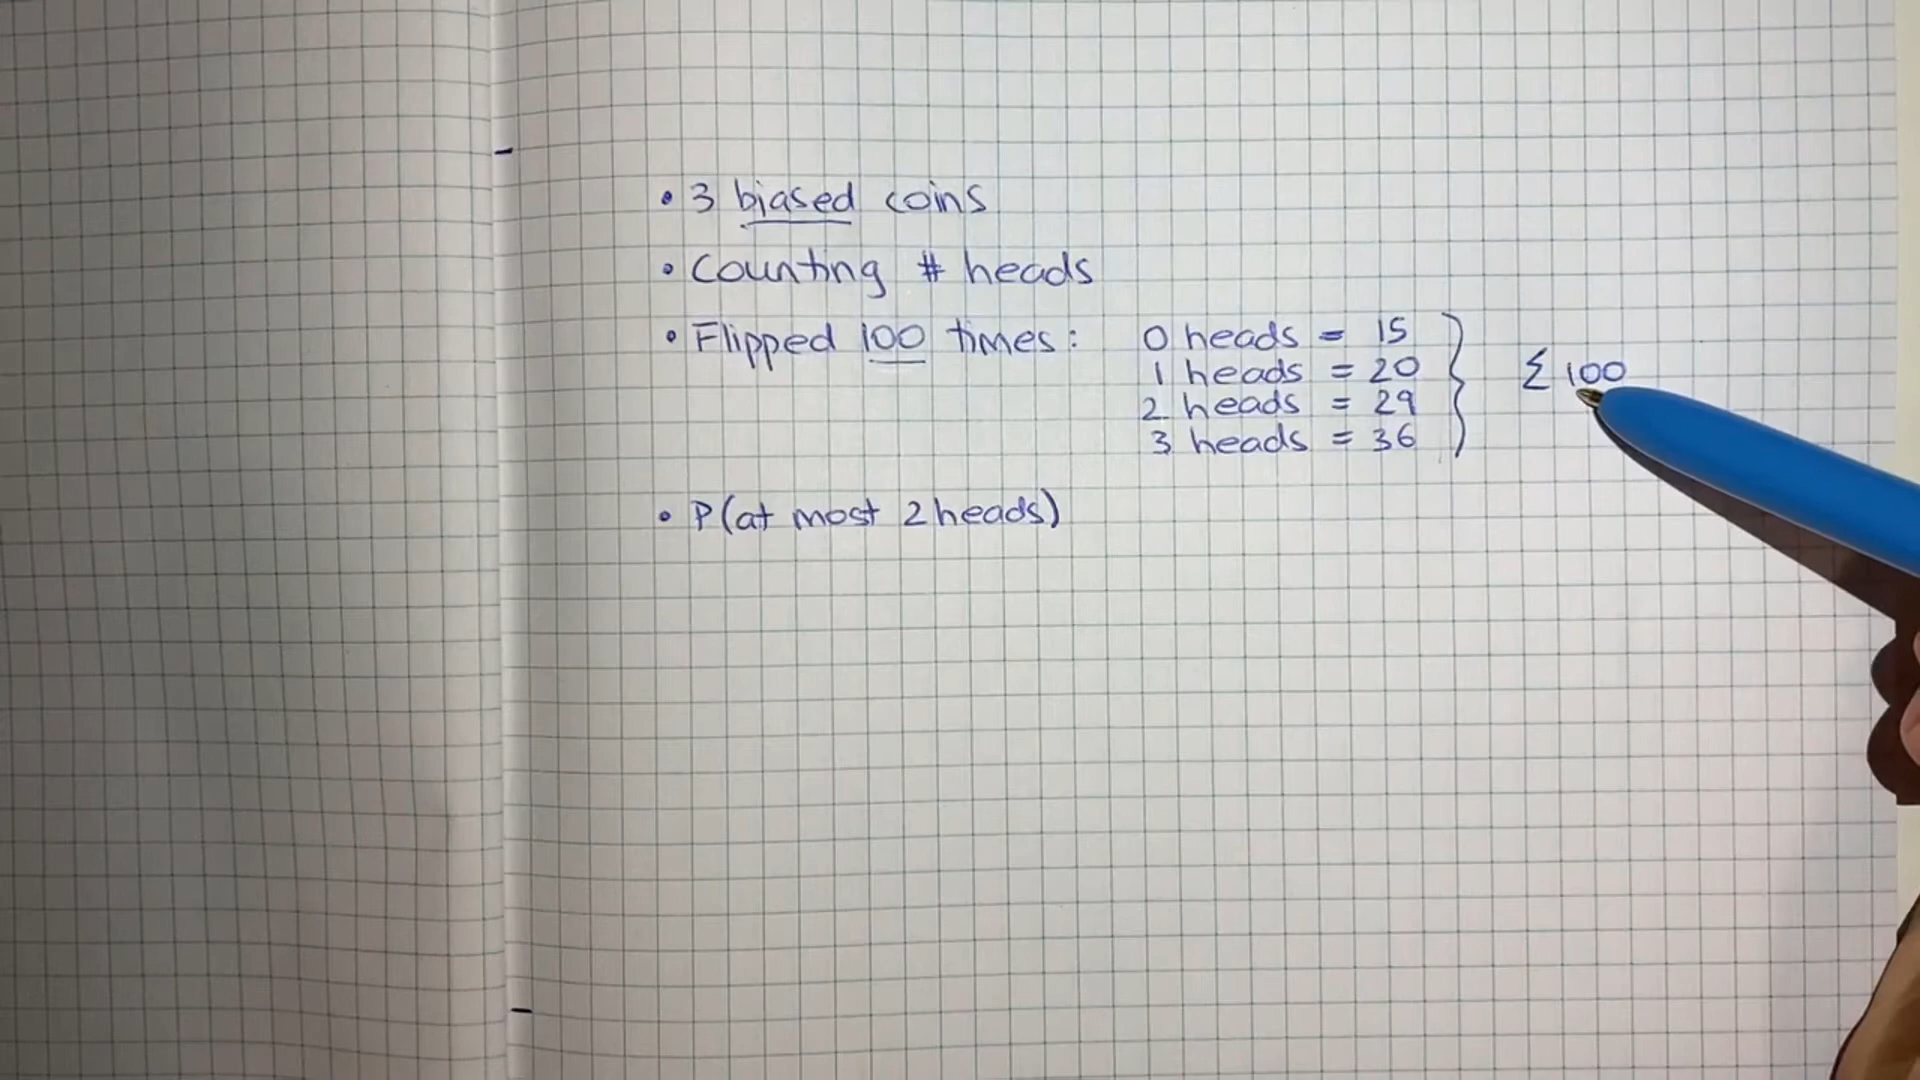 • 3 biased coins
• Counting # heads
• Flipped 100 times: 0 heads = 15
1 heads = 20
2 heads = 29
3 heads = 36
Σ 100
• P(at most 2 heads)